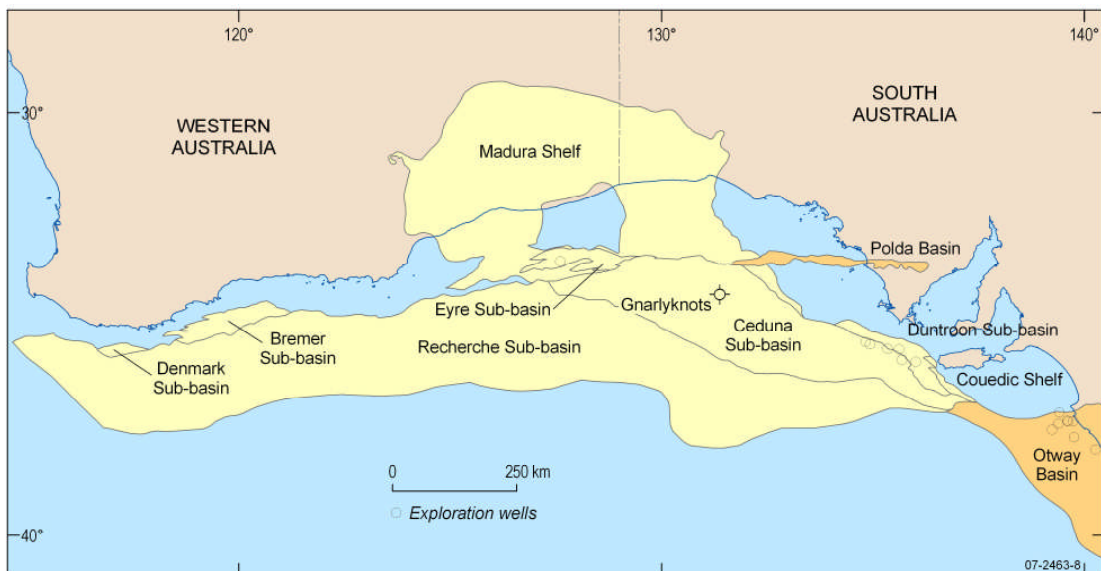 120°
130°
140°
30°
WESTERN
AUSTRALIA
SOUTH
AUSTRALIA
Madura Shelf
Polda Basin
Eyre Sub-basin
Gnarlyknots
Ceduna
Sub-basin
Duntroon Sub-basin
Bremer
Sub-basin
Recherche Sub-basin
Denmark
Sub-basin
Couedic Shelf
Otway
Basin
0
250 km
Exploration wells
40°
07-2463-8